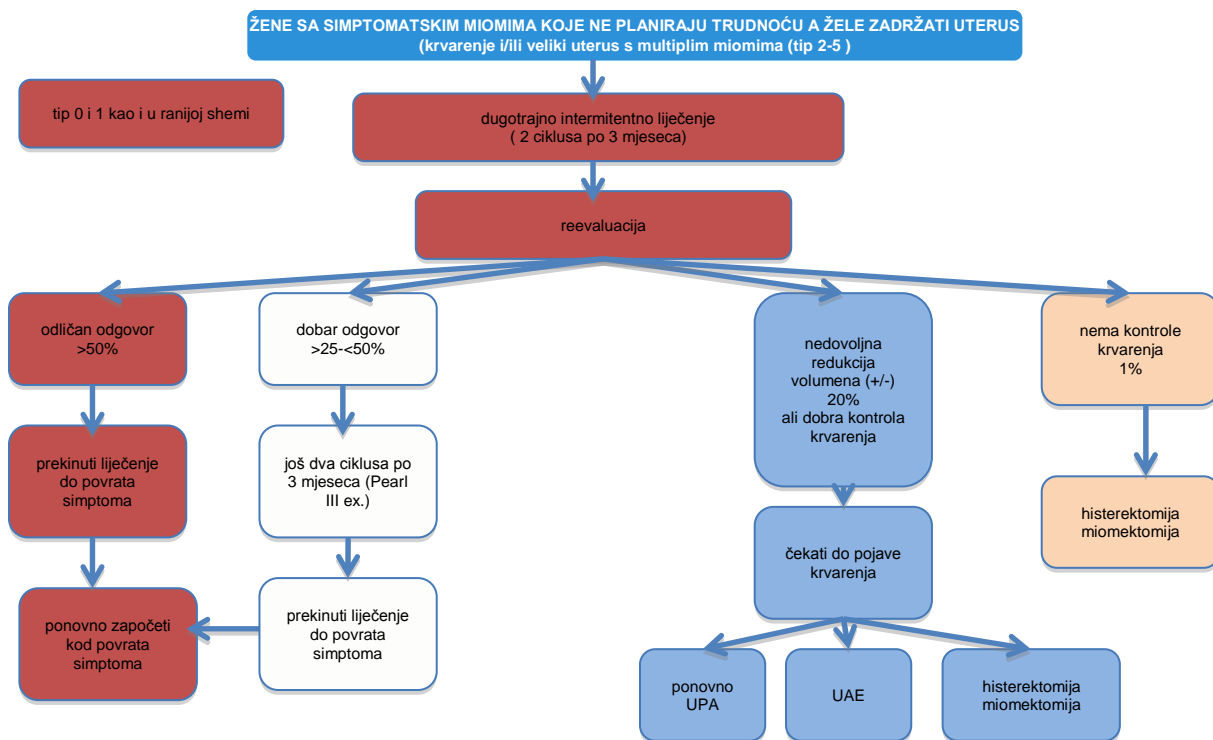 ŽENE SA SIMPTOMATSKIM MIOMIMA KOJE NE PLANIRAJU TRUDNOĆU A ŽELE ZADRŽATI UTERUS
(krvarenje i/ili veliki uterus s multiplim miomima (tip 2-5 )
tip 0 i 1 kao i u ranijoj shemi
dugotrajno intermitentno liječenje
( 2 ciklusa po 3 mjeseca)
reevaluacija
odličan odgovor
>50%
dobar odgovor
>25-<50%
nedovoljna
redukcija
volumena (+/-)
20%
ali dobra kontrola
krvarenja
nema kontrole
krvarenja
1%
prekinuti liječenje
do povrata
simptoma
još dva ciklusa po
3 mjeseca (Pearl
III ex.)
histerektomija
miomektomija
čekati do pojave
krvarenja
ponovno započeti
kod povrata
simptoma
prekinuti liječenje
do povrata
simptoma
ponovno
UPA
UAE
histerektomija
miomektomija